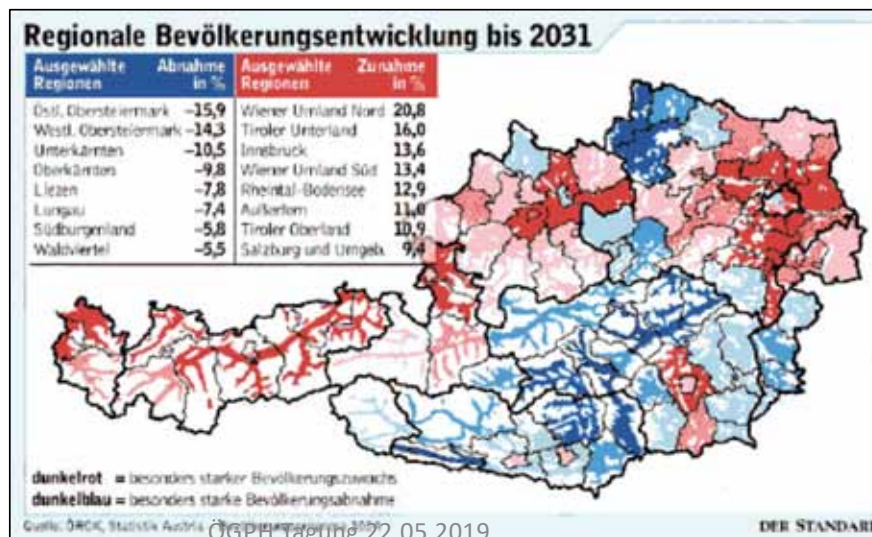 Regionale Bevölkerungsentwicklung bis 2031
Ausgewählte Regionen Abnahme in %
Ausgewählte Regionen Zunahme in %
Östl. Obersteiermark –15,9
Westl. Obersteiermark –14,3
Unterkärnten –10,5
Oberkärnten –9,8
Liezen –7,8
Lungau –7,4
Südburgenland –5,8
Waldviertel –5,5
Wiener Umland Nord 20,8
Tiroler Unterland 16,0
Innsbruck 13,6
Wiener Umland Süd 13,4
Rheintal-Bodensee 12,9
Außerfern 11,0
Tiroler Oberland 10,9
Salzburg und Umgeb. 9,4
dunkelrot = besonders starker Bevölkerungszuwachs
dunkelblau = besonders starke Bevölkerungsabnahme
Quelle: ÖROK, Statistik Austria
ÖGPH Tagung 22.05.2019
DER STANDARD